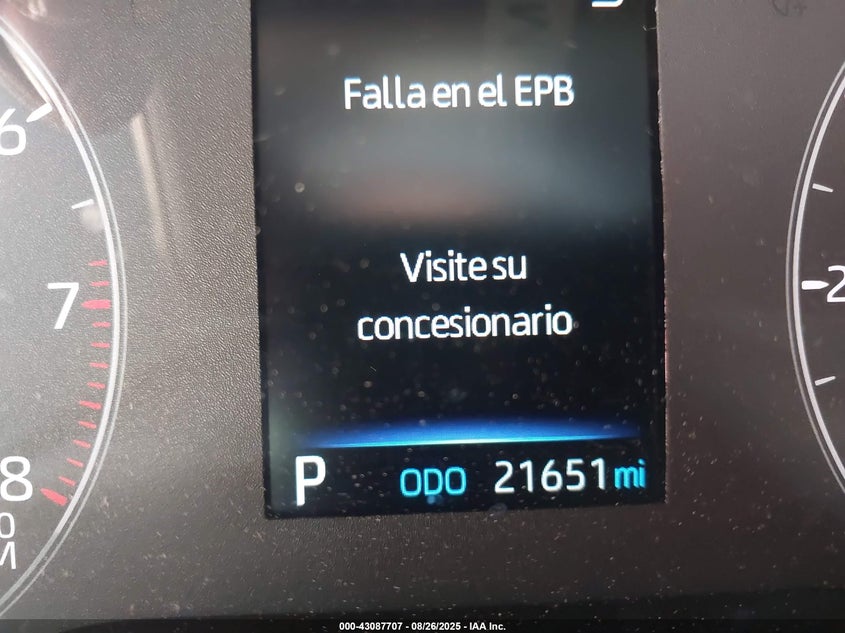 6
7
8
Falla en el EPB
Visite su
concesionario
P ODO 21651 mi
2
000-43087707 - 08/26/2025 - IAA Inc.